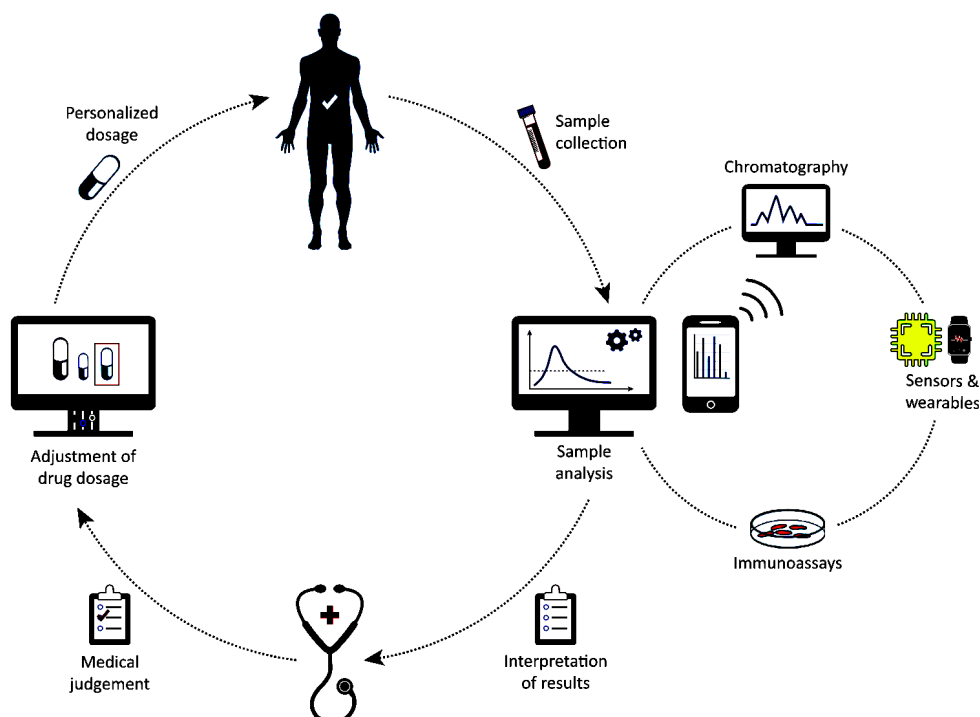 Personalized
dosage
Sample
collection
Chromatography
Sensors &
wearables
Adjustment of
drug dosage
Sample
analysis
Immunoassays
Medical
judgement
Interpretation
of results